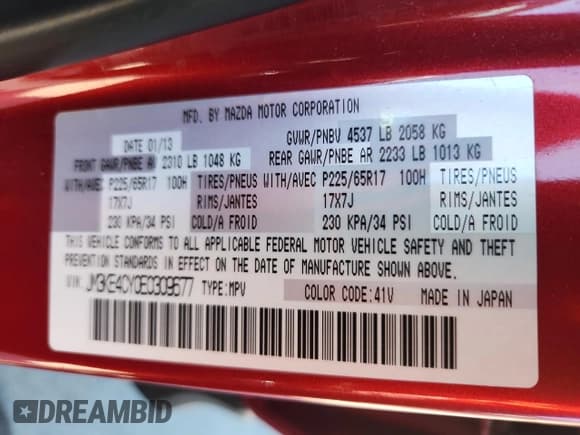 MFD. BY MAZDA MOTOR CORPORATION
DATE 01/13 GVWR/PNBV 4537 LB 2058 KG
FRONT GAWR/PNBE AV 2310 LB 1048 KG REAR GAWR/PNBE AR 2233 LB 1013 KG
WITH/AVEC P225/65R17 100H TIRES/PNEUS WITH/AVEC P225/65R17 100H TIRES/PNEUS
17X7J RIMS/JANTES 17X7J RIMS/JANTES
230 KPA/34 PSI COLD/A FROID 230 KPA/34 PSI COLD/A FROID
THIS VEHICLE CONFORMS TO ALL APPLICABLE FEDERAL MOTOR VEHICLE SAFETY AND THEFT
PREVENTION STANDARDS IN EFFECT ON THE DATE OF MANUFACTURE SHOWN ABOVE.
VIN: JM3KE4CY0E0309677 TYPE:MPV COLOR CODE:41V MADE IN JAPAN
DREAMBID